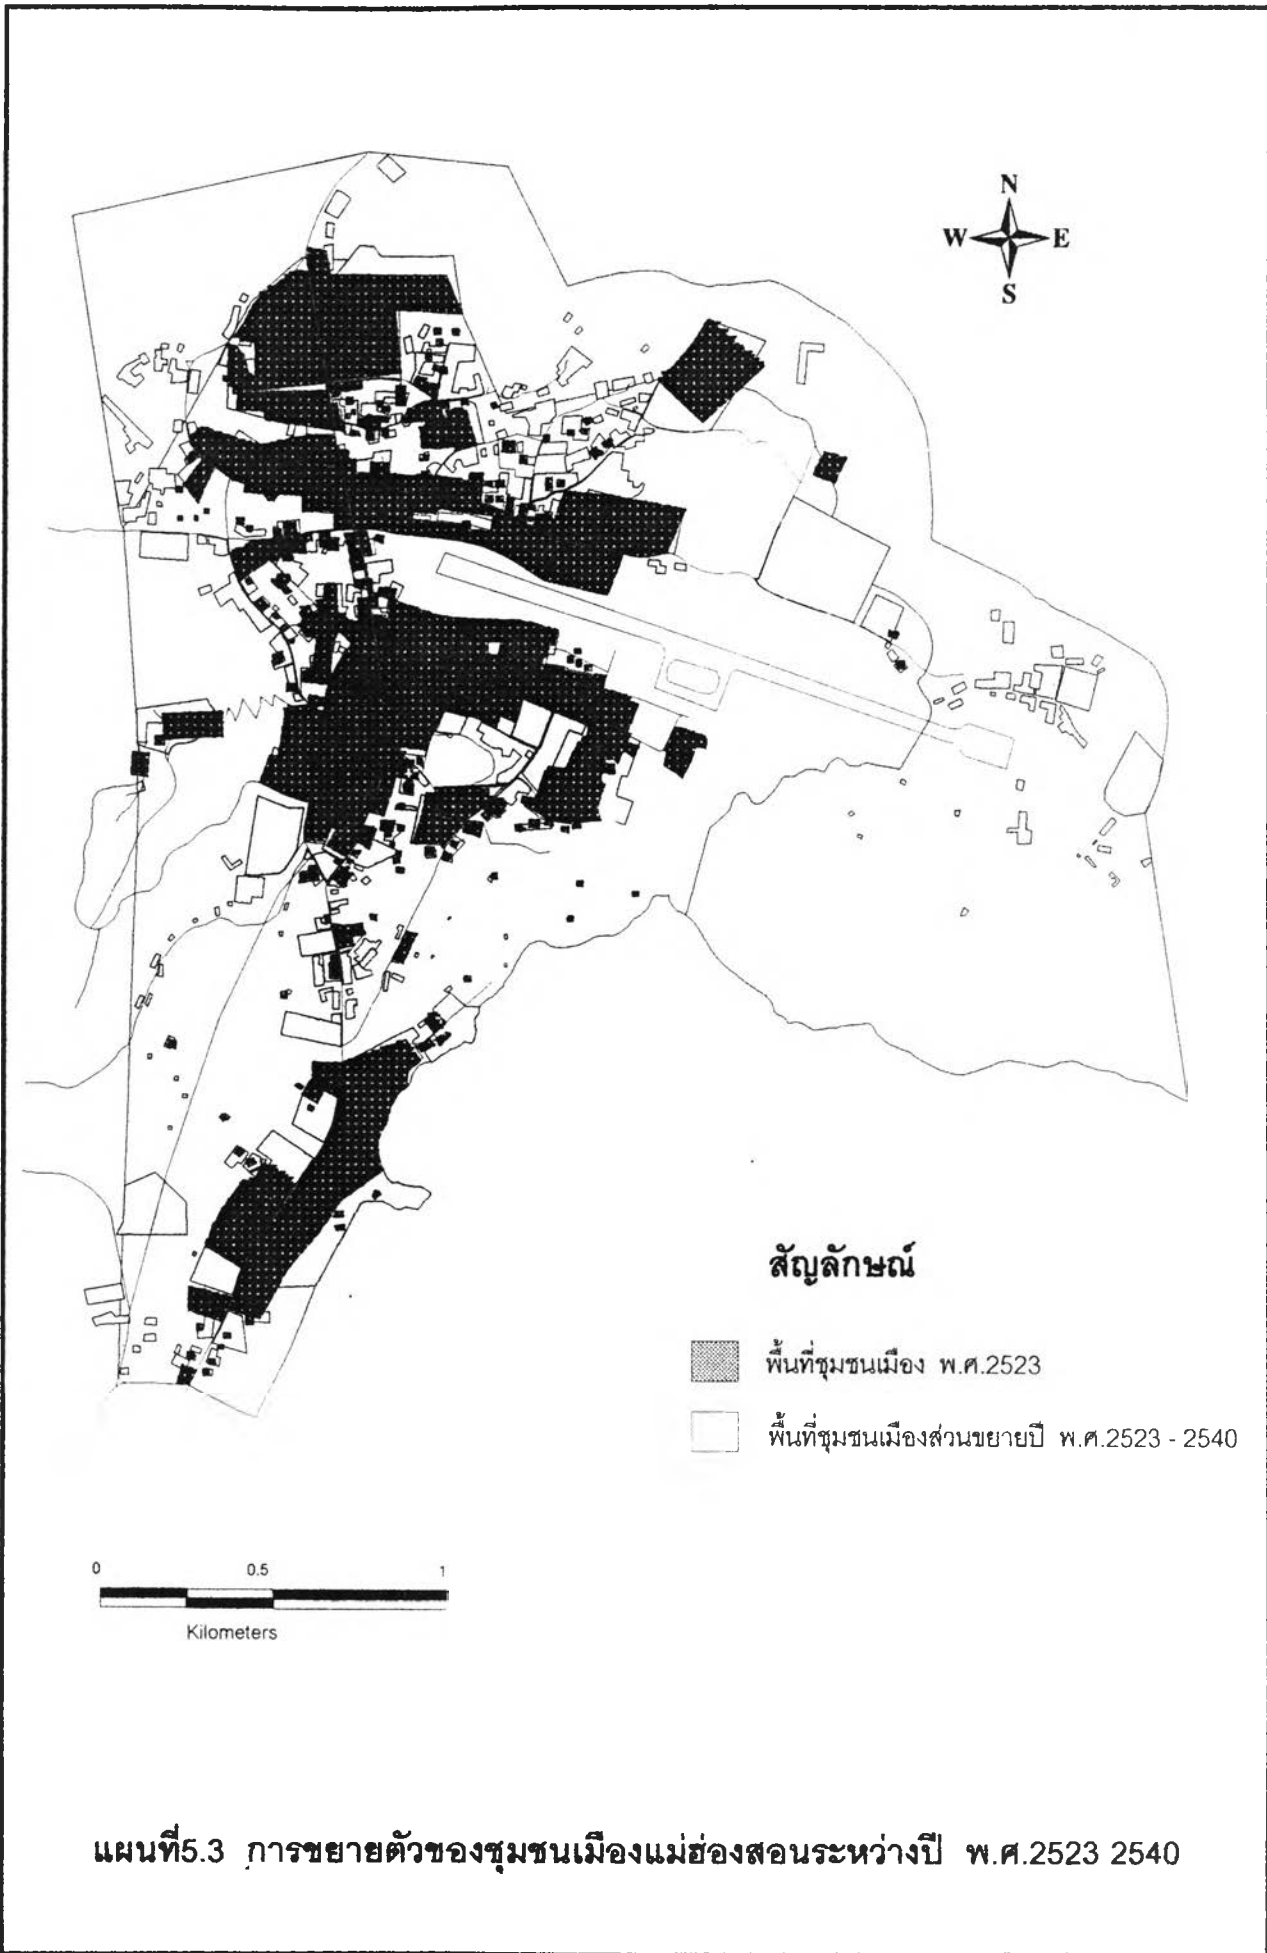 N
W E
S
สัญลักษณ์
พื้นที่ชุมชนเมือง พ.ศ.2523
พื้นที่ชุมชนเมืองส่วนขยายปี พ.ศ.2523 - 2540
0 0.5 1
Kilometers
แผนที่5.3 การขยายตัวของชุมชนเมืองแม่ฮ่องสอนระหว่างปี พ.ศ.2523 2540